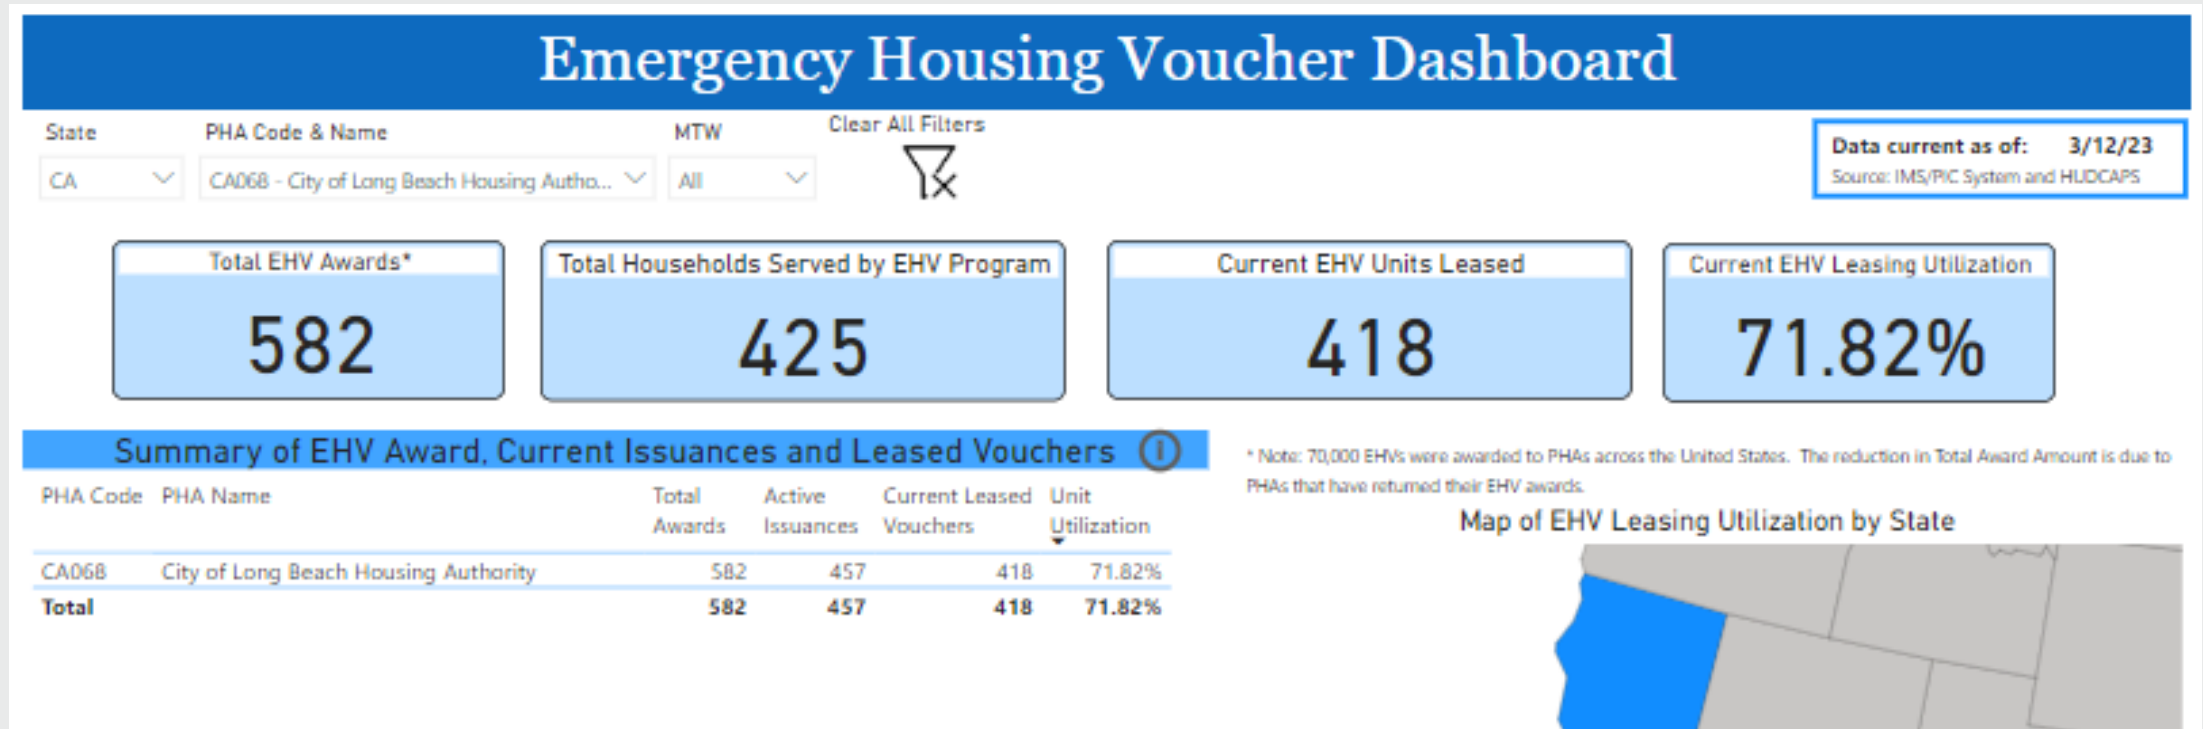 Emergency Housing Voucher Dashboard
State
PHA Code & Name
MTW
Clear All Filters
CA
CA068 - City of Long Beach Housing Autho...
All
Data current as of: 3/12/23
Source: IMS/PIC System and HUDCAPS
Total EHV Awards*
582
Total Households Served by EHV Program
425
Current EHV Units Leased
418
Current EHV Leasing Utilization
71.82%
Summary of EHV Award, Current Issuances and Leased Vouchers
PHA Code PHA Name Total Awards Active Issuances Current Leased Vouchers Unit Utilization
CA068 City of Long Beach Housing Authority 582 457 418 71.82%
Total 582 457 418 71.82%
* Note: 70,000 EHVs were awarded to PHAs across the United States. The reduction in Total Award Amount is due to
PHAs that have returned their EHV awards.
Map of EHV Leasing Utilization by State